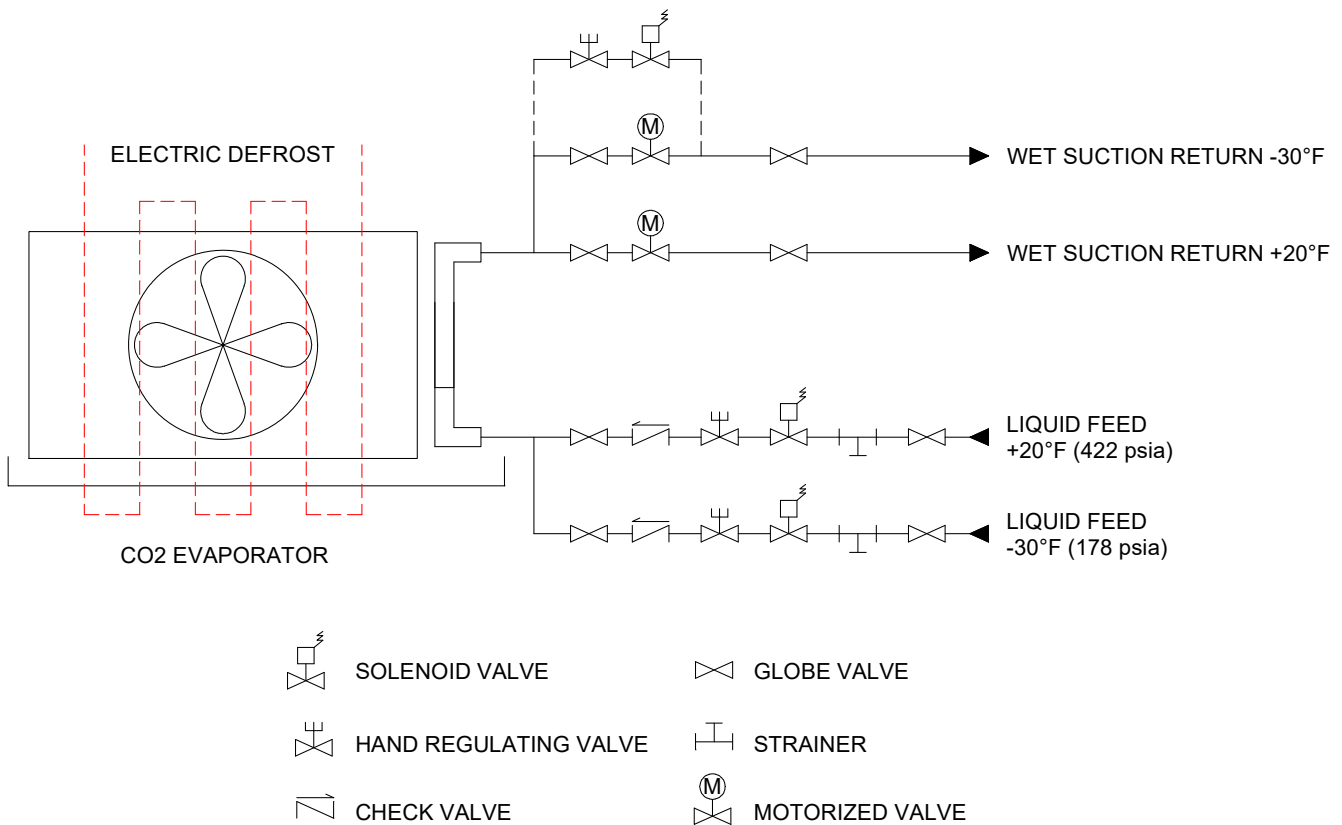 ELECTRIC DEFROST
M
WET SUCTION RETURN -30°F
M
WET SUCTION RETURN +20°F
LIQUID FEED
+20°F (422 psia)
LIQUID FEED
-30°F (178 psia)
CO2 EVAPORATOR
SOLENOID VALVE
GLOBE VALVE
HAND REGULATING VALVE
STRAINER
CHECK VALVE
M
MOTORIZED VALVE